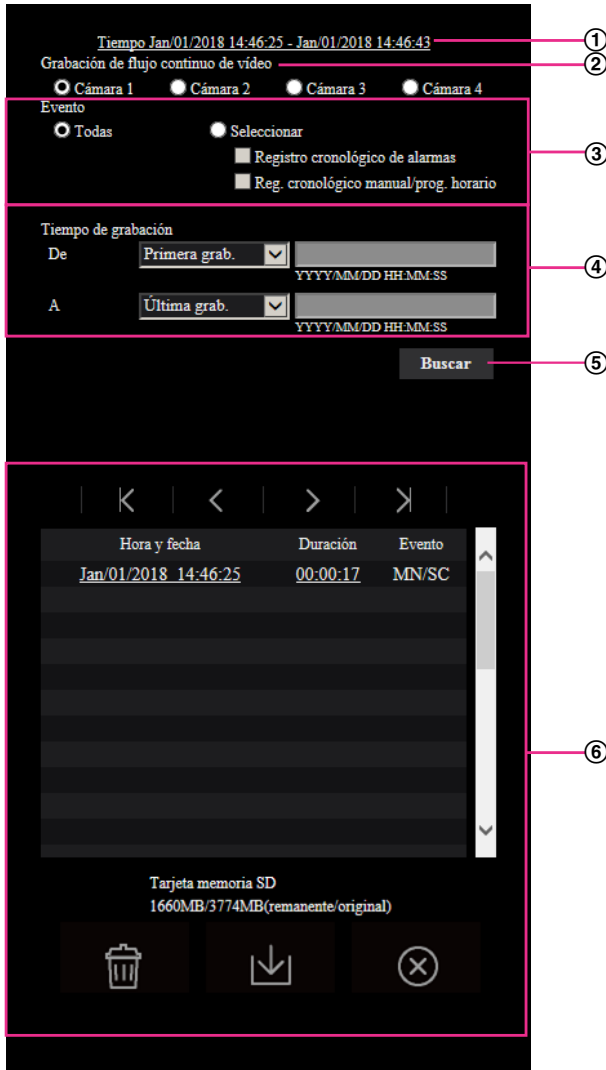 Tiempo Jan/01/2018 14:46:25 - Jan/01/2018 14:46:43 ①
Grabación de flujo continuo de vídeo ②
Cámara 1 Cámara 2 Cámara 3 Cámara 4
Evento
Todas Seleccionar
③
Registro cronológico de alarmas
Reg. cronológico manual/prog. horario
Tiempo de grabación
De Primera grab. ④
YYYY/MM/DD HH:MM:SS
A Última grab.
YYYY/MM/DD HH:MM:SS
Buscar ⑤
Hora y fecha Duración Evento
Jan/01/2018 14:46:25 00:00:17 MN/SC
⑥
Tarjeta memoria SD
1660MB/3774MB(remanente/original)